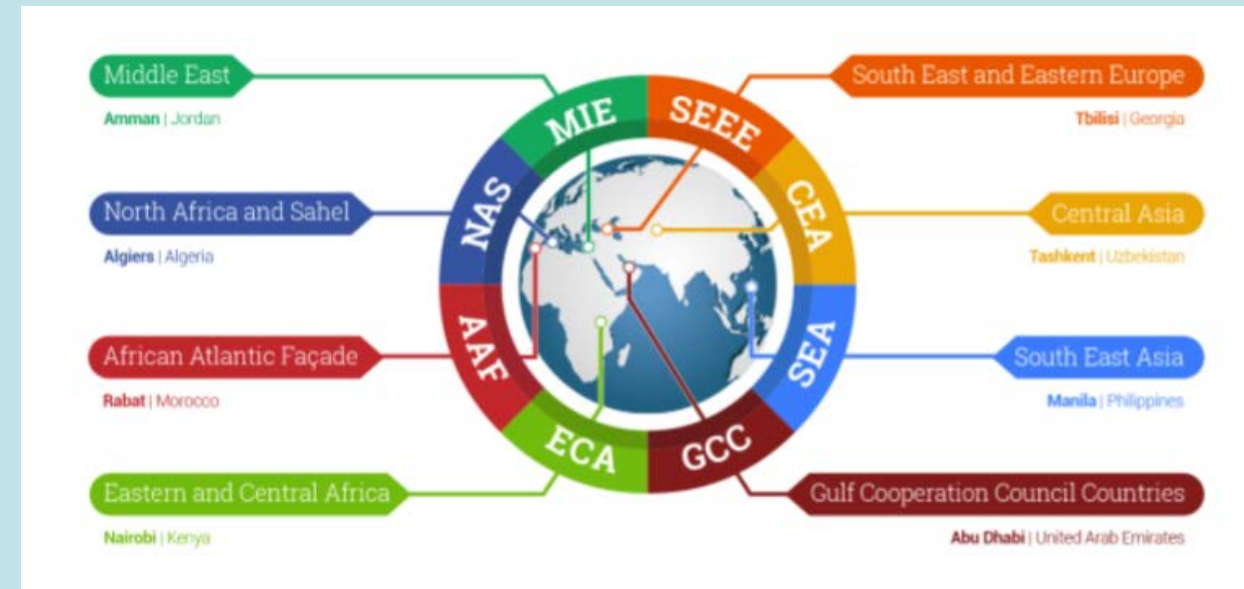 Middle East
Amman | Jordan
North Africa and Sahel
Algiers | Algeria
African Atlantic Façade
Rabat | Morocco
Eastern and Central Africa
Nairobi | Kenya
MIE
SEEE
NAS
CEA
AAF
SEA
ECA
GCC
South East and Eastern Europe
Tbilisi | Georgia
Central Asia
Tashkent | Uzbekistan
South East Asia
Manila | Philippines
Gulf Cooperation Council Countries
Abu Dhabi | United Arab Emirates